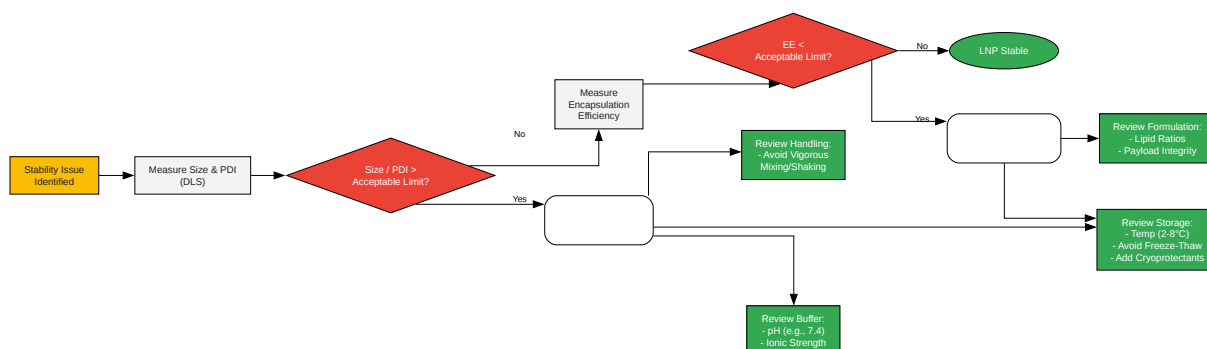 Stability Issue
Identified
Measure Size & PDI
(DLS)
Size / PDI >
Acceptable Limit?
No
Yes
Measure
Encapsulation
Efficiency
EE <
Acceptable Limit?
No
Yes
LNP Stable
Review Handling:
- Avoid Vigorous
Mixing/Shaking
Review Formulation:
- Lipid Ratios
- Payload Integrity
Review Storage:
- Temp (2-8°C)
- Avoid Freeze-Thaw
- Add Cryoprotectants
Review Buffer:
- pH (e.g., 7.4)
- Ionic Strength